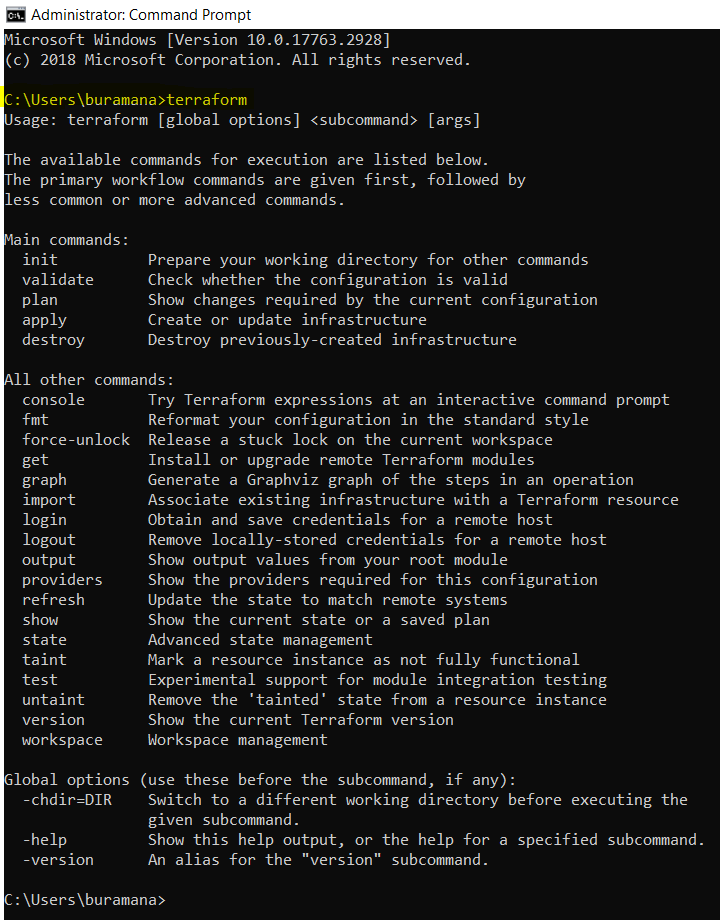 Administrator: Command Prompt
Microsoft Windows [Version 10.0.17763.2928]
(c) 2018 Microsoft Corporation. All rights reserved.
C:\Users\buramana>terraform
Usage: terraform [global options] <subcommand> [args]
The available commands for execution are listed below.
The primary workflow commands are given first, followed by
less common or more advanced commands.
Main commands:
  init          Prepare your working directory for other commands
  validate      Check whether the configuration is valid
  plan          Show changes required by the current configuration
  apply         Create or update infrastructure
  destroy       Destroy previously-created infrastructure
All other commands:
  console       Try Terraform expressions at an interactive command prompt
  fmt           Reformat your configuration in the standard style
  force-unlock  Release a stuck lock on the current workspace
  get           Install or upgrade remote Terraform modules
  graph         Generate a Graphviz graph of the steps in an operation
  import        Associate existing infrastructure with a Terraform resource
  login         Obtain and save credentials for a remote host
  logout        Remove locally-stored credentials for a remote host
  output        Show output values from your root module
  providers     Show the providers required for this configuration
  refresh       Update the state to match remote systems
  show          Show the current state or a saved plan
  state         Advanced state management
  taint         Mark a resource instance as not fully functional
  test          Experimental support for module integration testing
  untaint       Remove the 'tainted' state from a resource instance
  version       Show the current Terraform version
  workspace     Workspace management
Global options (use these before the subcommand, if any):
  -chdir=DIR    Switch to a different working directory before executing the
                given subcommand.
  -help         Show this help output, or the help for a specified subcommand.
  -version      An alias for the "version" subcommand.
C:\Users\buramana>